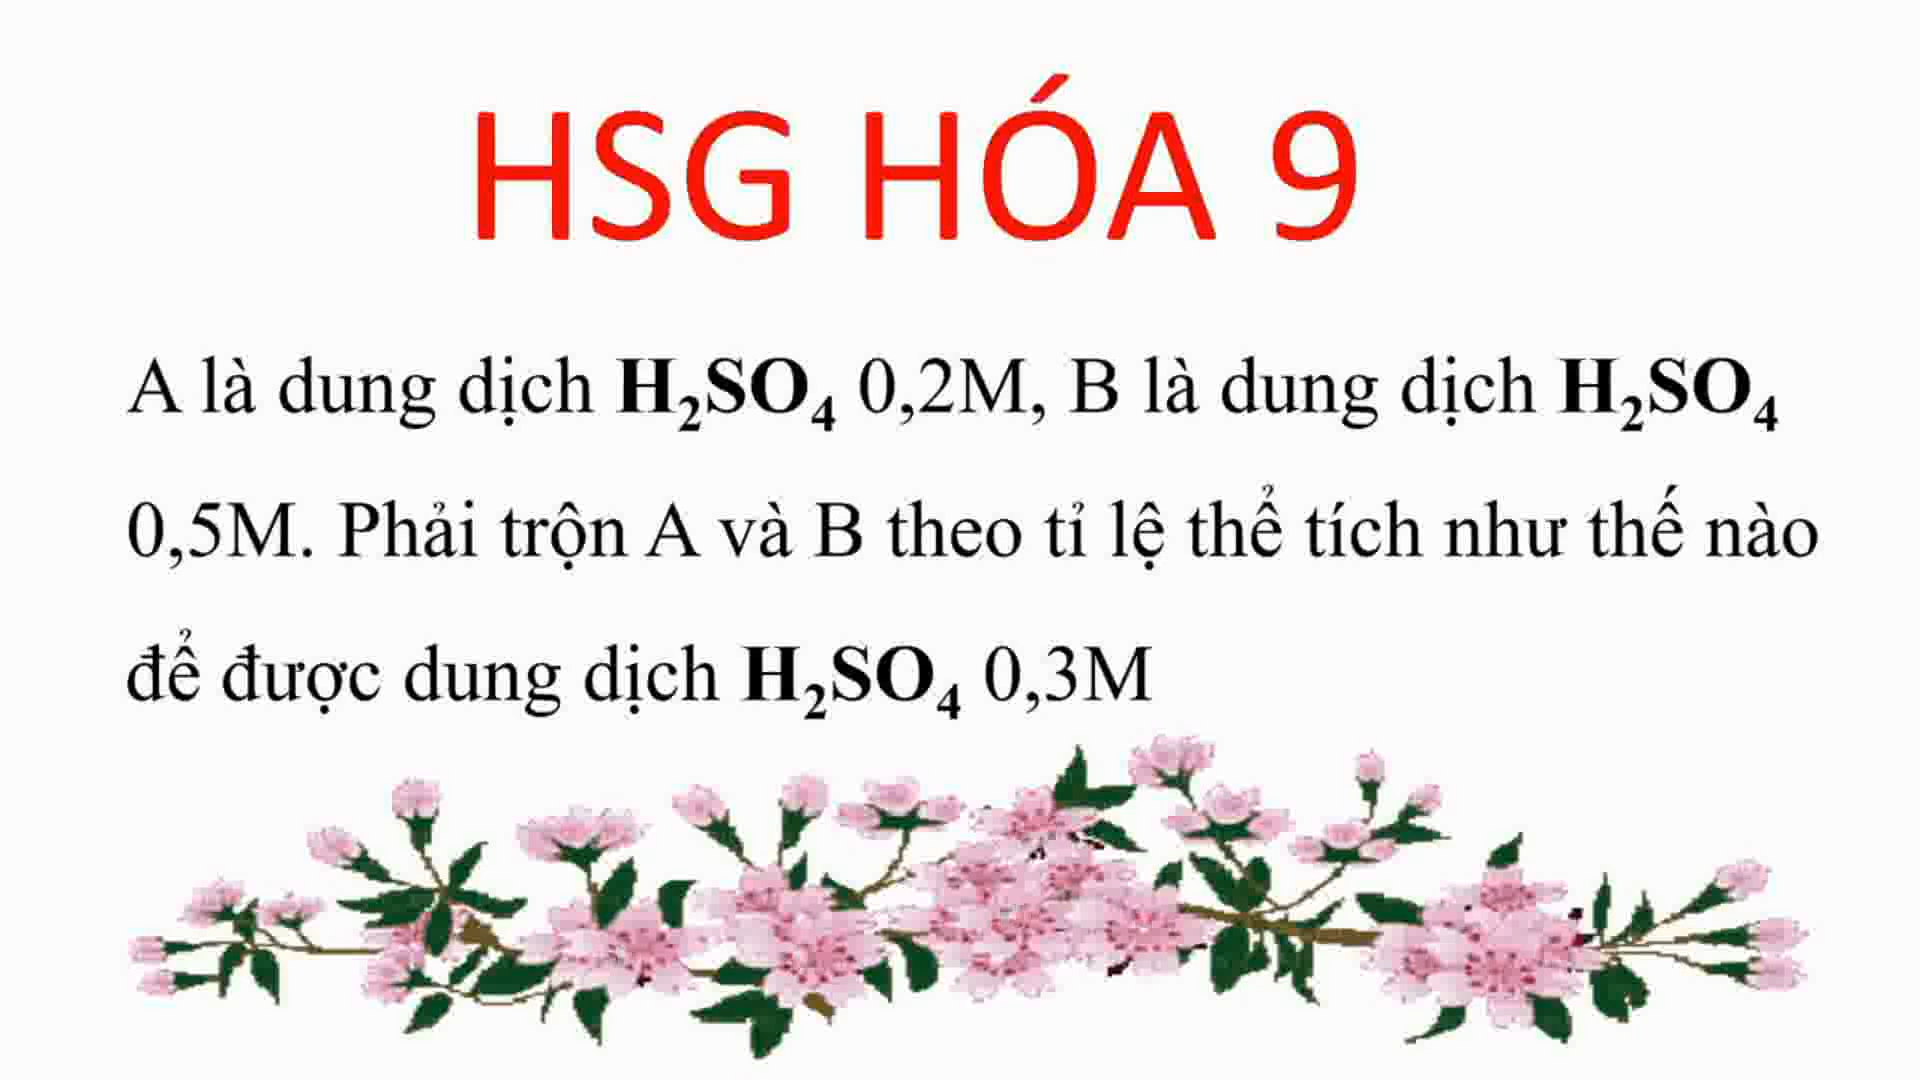 HSG HÓA 9
A là dung dịch H₂SO₄ 0,2M, B là dung dịch H₂SO₄
0,5M. Phải trộn A và B theo tỉ lệ thể tích như thế nào
để được dung dịch H₂SO₄ 0,3M